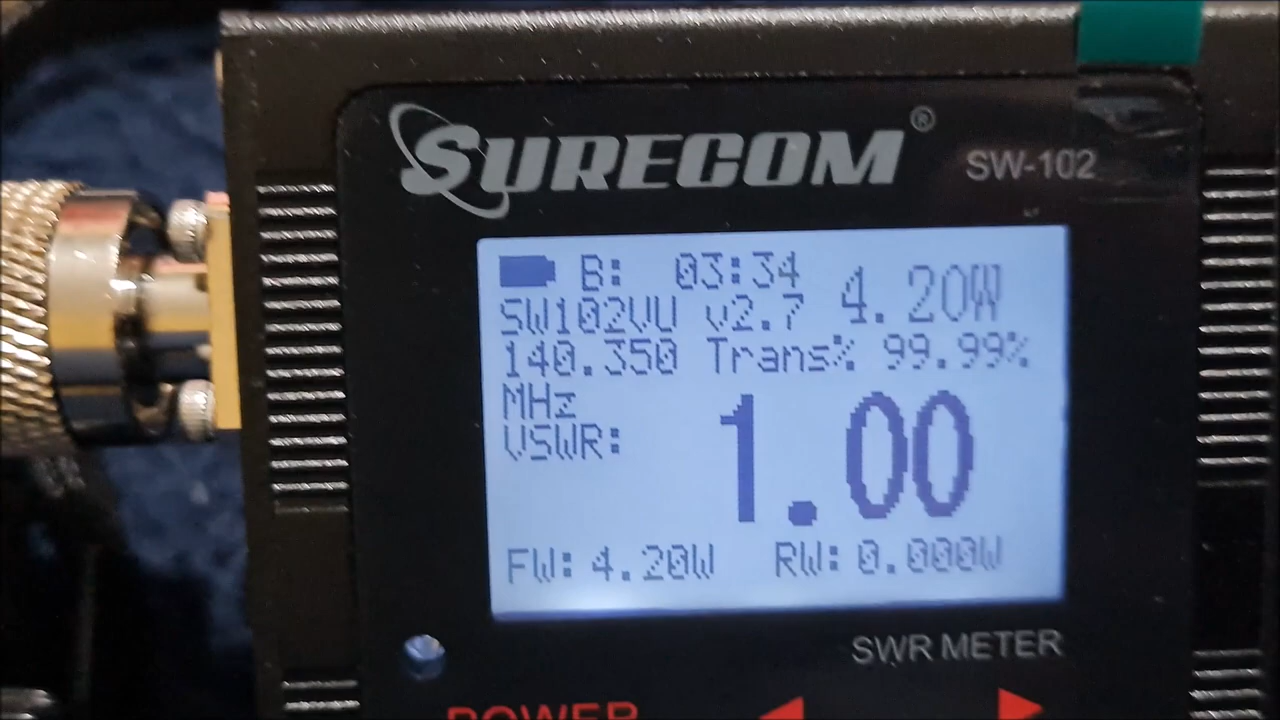 SURECOM ®
SW-102
B: 03:34
4.20W
SW102VU v2.7
140.350 Trans% 99.99%
MHz
VSWR:
1.00
FW: 4.20W RW: 0.000W
SWR METER
POWER